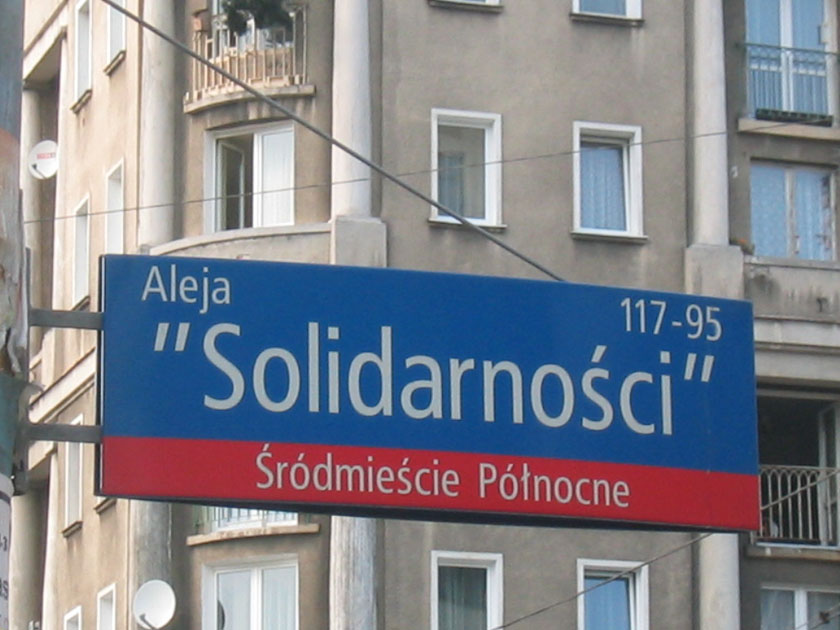 Aleja
117-95
"Solidarności"
Śródmieście Północne